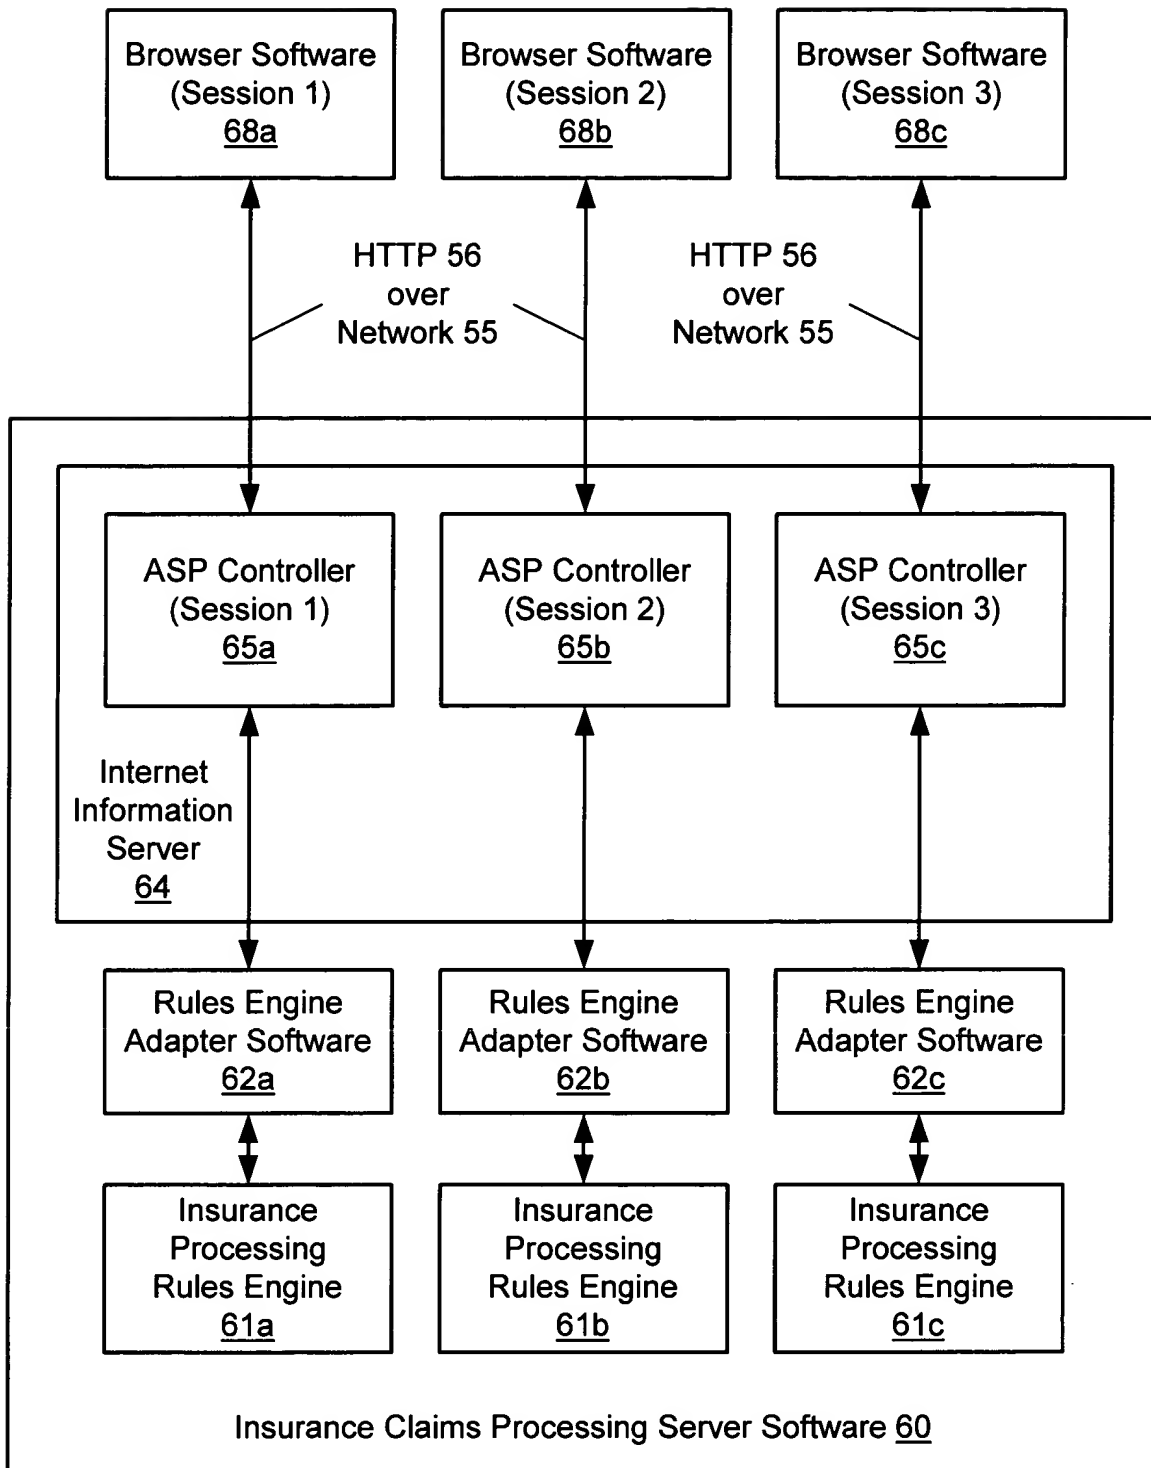 Browser Software
(Session 1)
68a
Browser Software
(Session 2)
68b
Browser Software
(Session 3)
68c
HTTP 56
over
Network 55
HTTP 56
over
Network 55
ASP Controller
(Session 1)
65a
ASP Controller
(Session 2)
65b
ASP Controller
(Session 3)
65c
Internet
Information
Server
64
Rules Engine
Adapter Software
62a
Rules Engine
Adapter Software
62b
Rules Engine
Adapter Software
62c
Insurance
Processing
Rules Engine
61a
Insurance
Processing
Rules Engine
61b
Insurance
Processing
Rules Engine
61c
Insurance Claims Processing Server Software 60